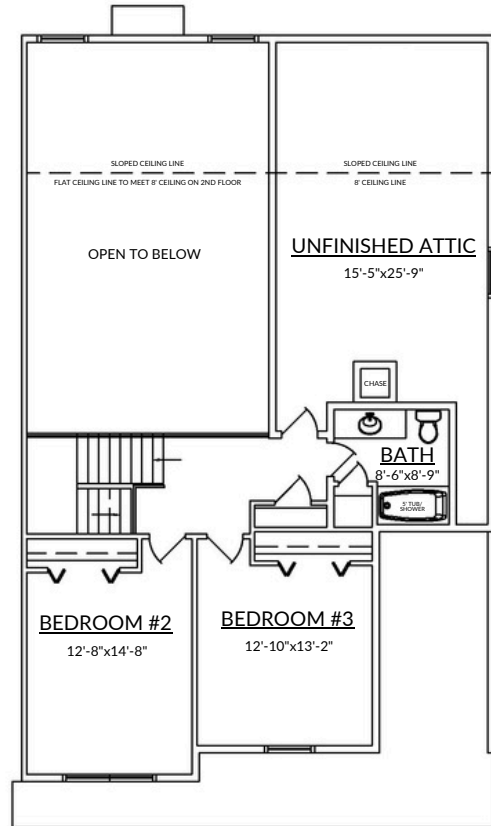 SLOPED CEILING LINE
FLAT CEILING LINE TO MEET 8' CEILING ON 2ND FLOOR
OPEN TO BELOW
SLOPED CEILING LINE
8' CEILING LINE
UNFINISHED ATTIC
15'-5"x25'-9"
CHASE
BATH
8'-6"x8'-9"
5' TUB/
SHOWER
BEDROOM #2
12'-8"x14'-8"
BEDROOM #3
12'-10"x13'-2"